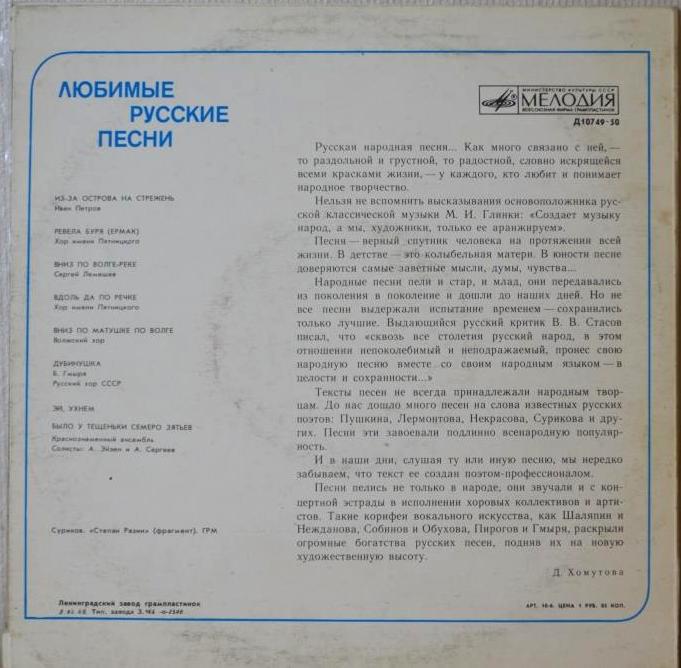 ЛЮБИМЫЕ
РУССКИЕ
ПЕСНИ
МИНИСТЕРСТВО КУЛЬТУРЫ СССР
МЕЛОДИЯ
ВСЕСОЮЗНАЯ ФИРМА ГРАМПЛАСТИНОК
Д10749-50
ИЗ-ЗА ОСТРОВА НА СТРЕЖЕНЬ
Иван Петров
РЕВЕЛА БУРЯ (ЕРМАК)
Хор имени Пятницкого
ВНИЗ ПО ВОЛГЕ-РЕКЕ
Сергей Лемешев
ВДОЛЬ ДА ПО РЕЧКЕ
Хор имени Пятницкого
ВНИЗ ПО МАТУШКЕ ПО ВОЛГЕ
Волжский хор
ДУБИНУШКА
Б. Гмыря
Русский хор СССР
ЭЙ, УХНЕМ
БЫЛО У ТЕЩЕНЬКИ СЕМЕРО ЗЯТЬЕВ
Краснознаменный ансамбль
Солисты: А. Эйзен и А. Сергеев
Суриков. «Степан Разин» (фрагмент). ГРМ
Русская народная песня... Как много связано с ней,—
то раздольной и грустной, то радостной, словно искрящейся
всеми красками жизни,— у каждого, кто любит и понимает
народное творчество.
Нельзя не вспомнить высказывания основоположника рус-
ской классической музыки М. И. Глинки: «Создает музыку
народ, а мы, художники, только ее аранжируем».
Песня — верный спутник человека на протяжении всей
жизни. В детстве — это колыбельная матери. В юности песне
доверяются самые заветные мысли, думы, чувства...
Народные песни пели и стар, и млад, они передавались
из поколения в поколение и дошли до наших дней. Но не
все песни выдержали испытание временем — сохранились
только лучшие. Выдающийся русский критик В. В. Стасов
писал, что «сквозь все столетия русский народ, в этом
отношении непоколебимый и неподражаемый, пронес свою
народную песню вместе со своим народным языком — в
целости и сохранности...»
Тексты песен не всегда принадлежали народным твор-
цам. До нас дошло много песен на слова известных русских
поэтов: Пушкина, Лермонтова, Некрасова, Сурикова и дру-
гих. Песни эти завоевали подлинно всенародную популяр-
ность.
И в наши дни, слушая ту или иную песню, мы нередко
забываем, что текст ее создан поэтом-профессионалом.
Песни пелись не только в народе, они звучали и с кон-
цертной эстрады в исполнении хоровых коллективов и арти-
стов. Такие корифеи вокального искусства, как Шаляпин и
Нежданова, Собинов и Обухова, Пирогов и Гмыря, раскрыли
огромные богатства русских песен, подняв их на новую
художественную высоту.
Д. Хомутова
Ленинградский завод грампластинок
Тип. завода З.
АРТ. 10-6. ЦЕНА 1 РУБ. 85 КОП.